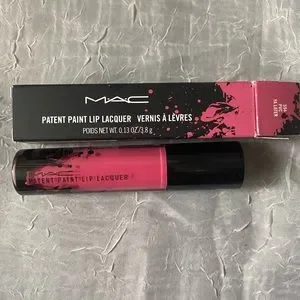 MAC
PATENT PAINT LIP LACQUER VERNIS À LÈVRES
POIDS NET WT. 0.13 OZ/3.8 g
PATENT PAINT LIP LACQUER